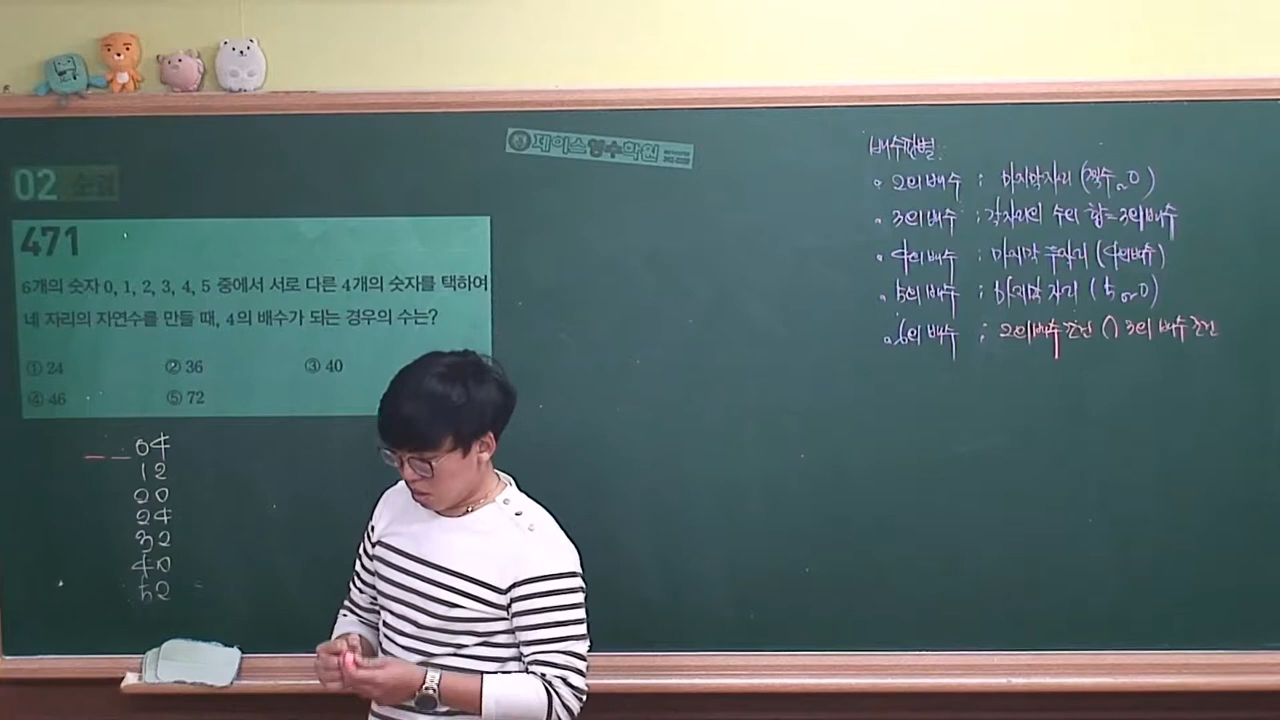 제이스영수학원
02 수열
471
6개의 숫자 0, 1, 2, 3, 4, 5 중에서 서로 다른 4개의 숫자를 택하여
네 자리의 자연수를 만들 때, 4의 배수가 되는 경우의 수는?
① 24 ② 36 ③ 40
④ 46 ⑤ 72
_ _ 04
12
20
24
32
40
52
배수판별
• 2의 배수 ; 마지막자리 (짝수 or 0)
• 3의 배수 ; 각자리의 수의 합=3의배수
• 4의 배수 ; 마지막 두자리 (4의배수)
• 5의 배수 ; 마지막 자리 (5 or 0)
• 6의 배수 ; 2의배수 조건 ∩ 3의 배수 조건